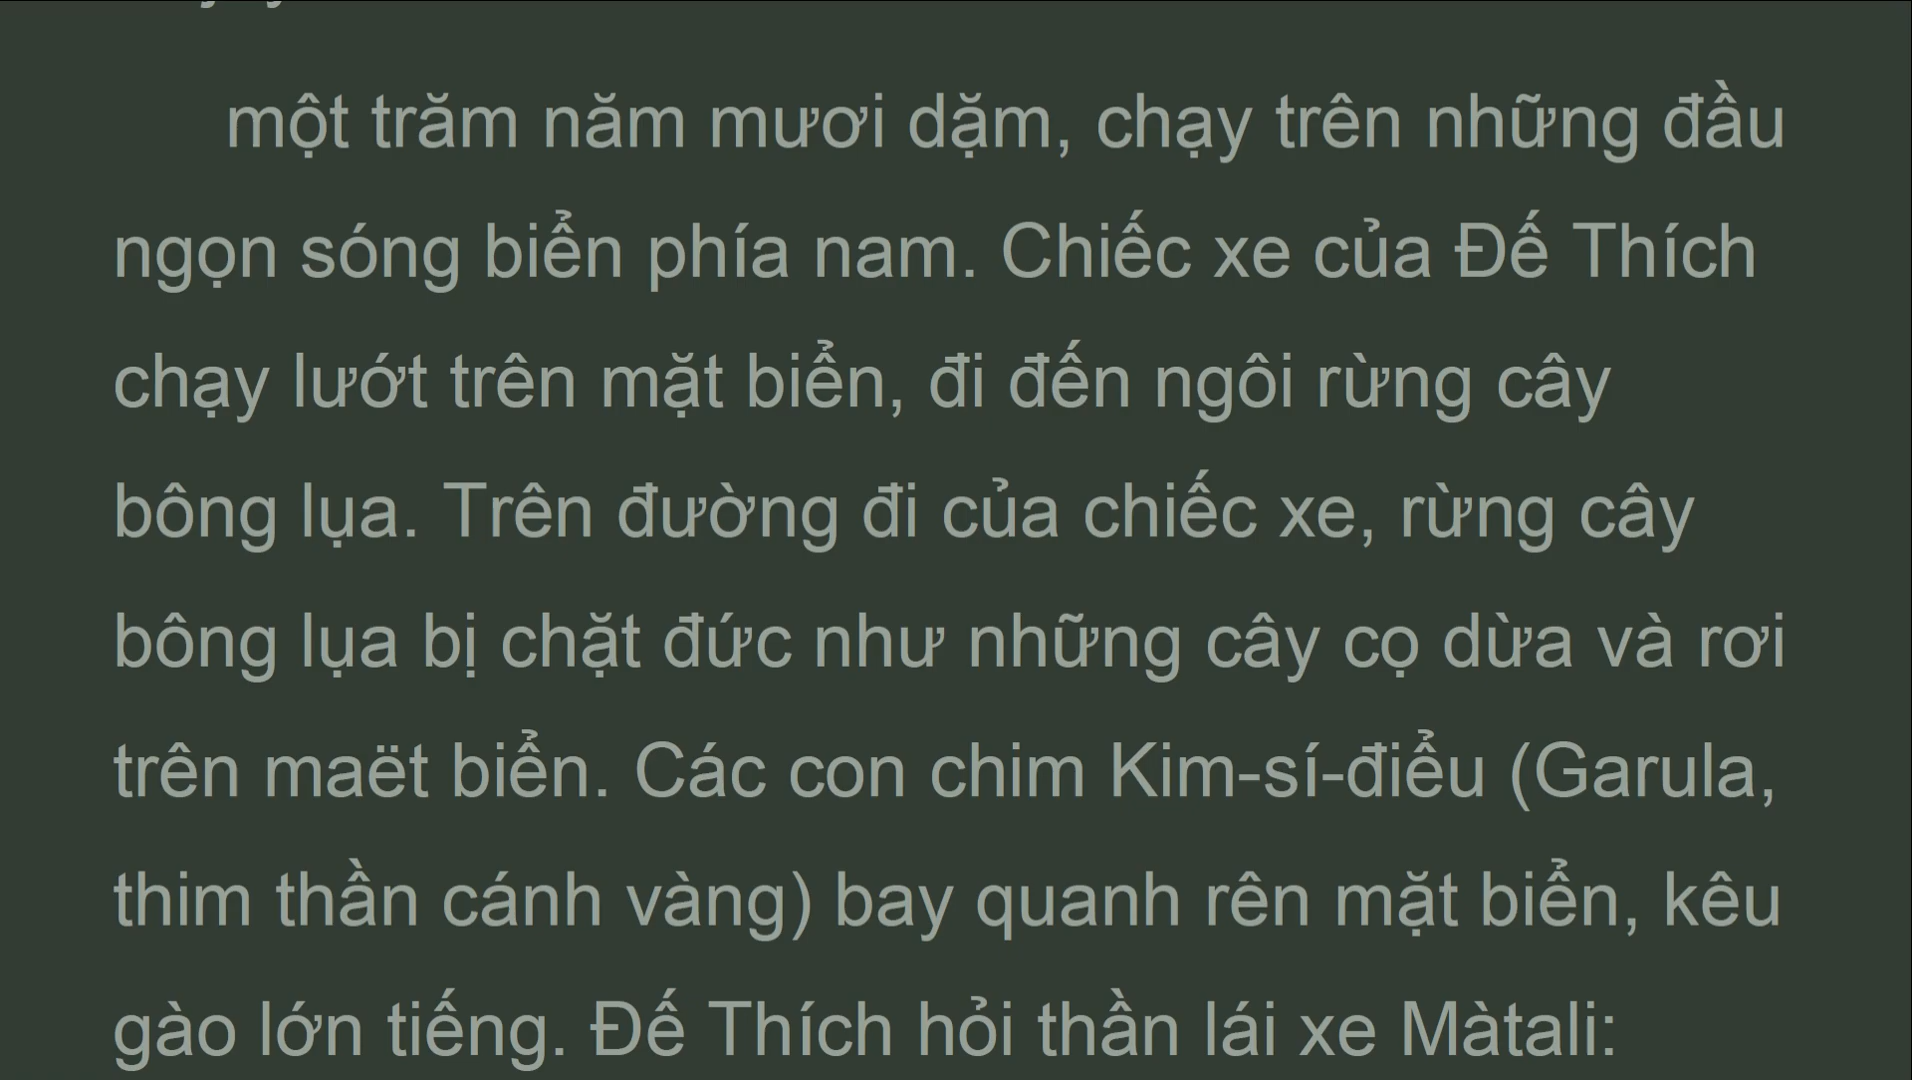 một trăm năm mươi dặm, chạy trên những đầu
ngọn sóng biển phía nam. Chiếc xe của Đế Thích
chạy lướt trên mặt biển, đi đến ngôi rừng cây
bông lụa. Trên đường đi của chiếc xe, rừng cây
bông lụa bị chặt đức như những cây cọ dừa và rơi
trên maët biển. Các con chim Kim-sí-điểu (Garula,
thim thần cánh vàng) bay quanh rên mặt biển, kêu
gào lớn tiếng. Đế Thích hỏi thần lái xe Màtali: